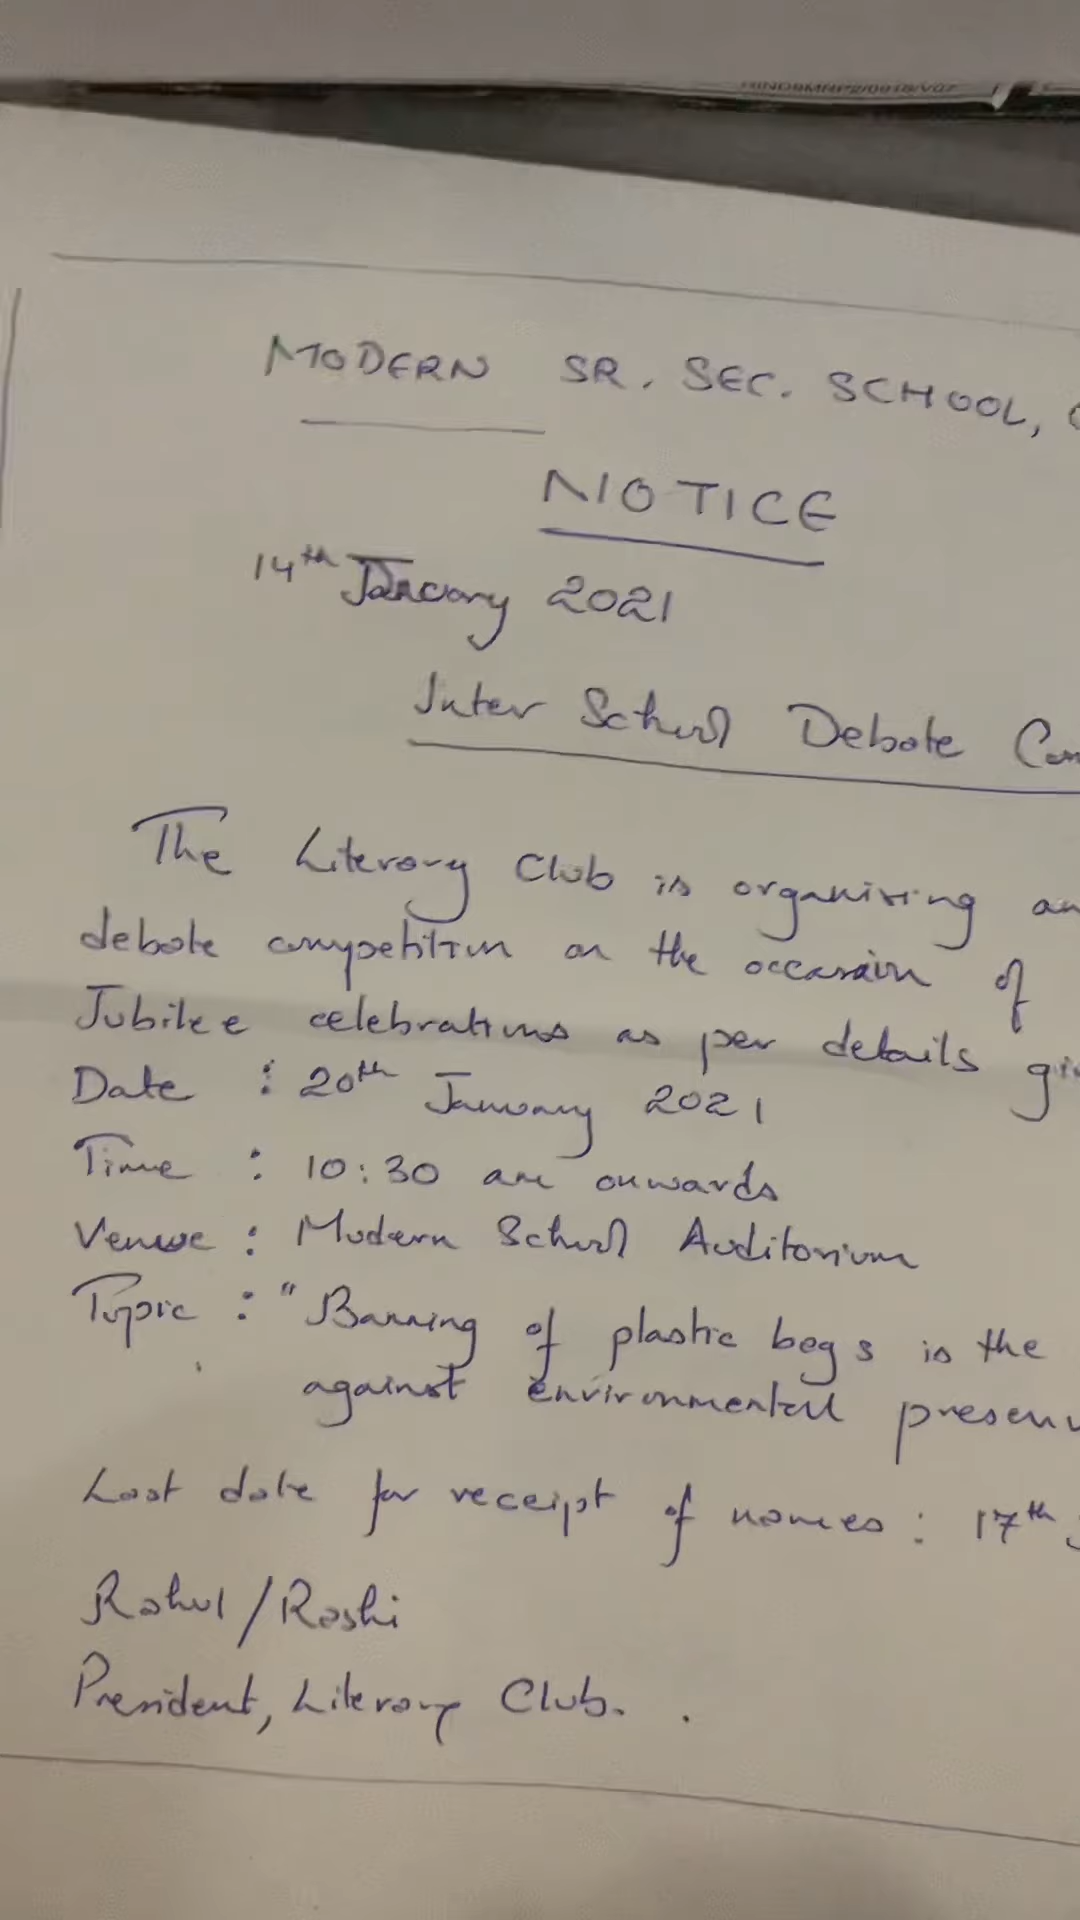 MODERN SR. SEC. SCHOOL,
NOTICE
14th January 2021
Inter School Debate
The Literary Club is organising an
debate competition on the occasain of
Jubilee celebrations as per details
Date : 20th January 2021
Time : 10:30 am onwards
Venue : Modern School Auditorium
Topic : "Banning of plastic bags is the
against environmental
Last date for receipt of names : 17th
Rahul/Rashi
President, Literary Club.